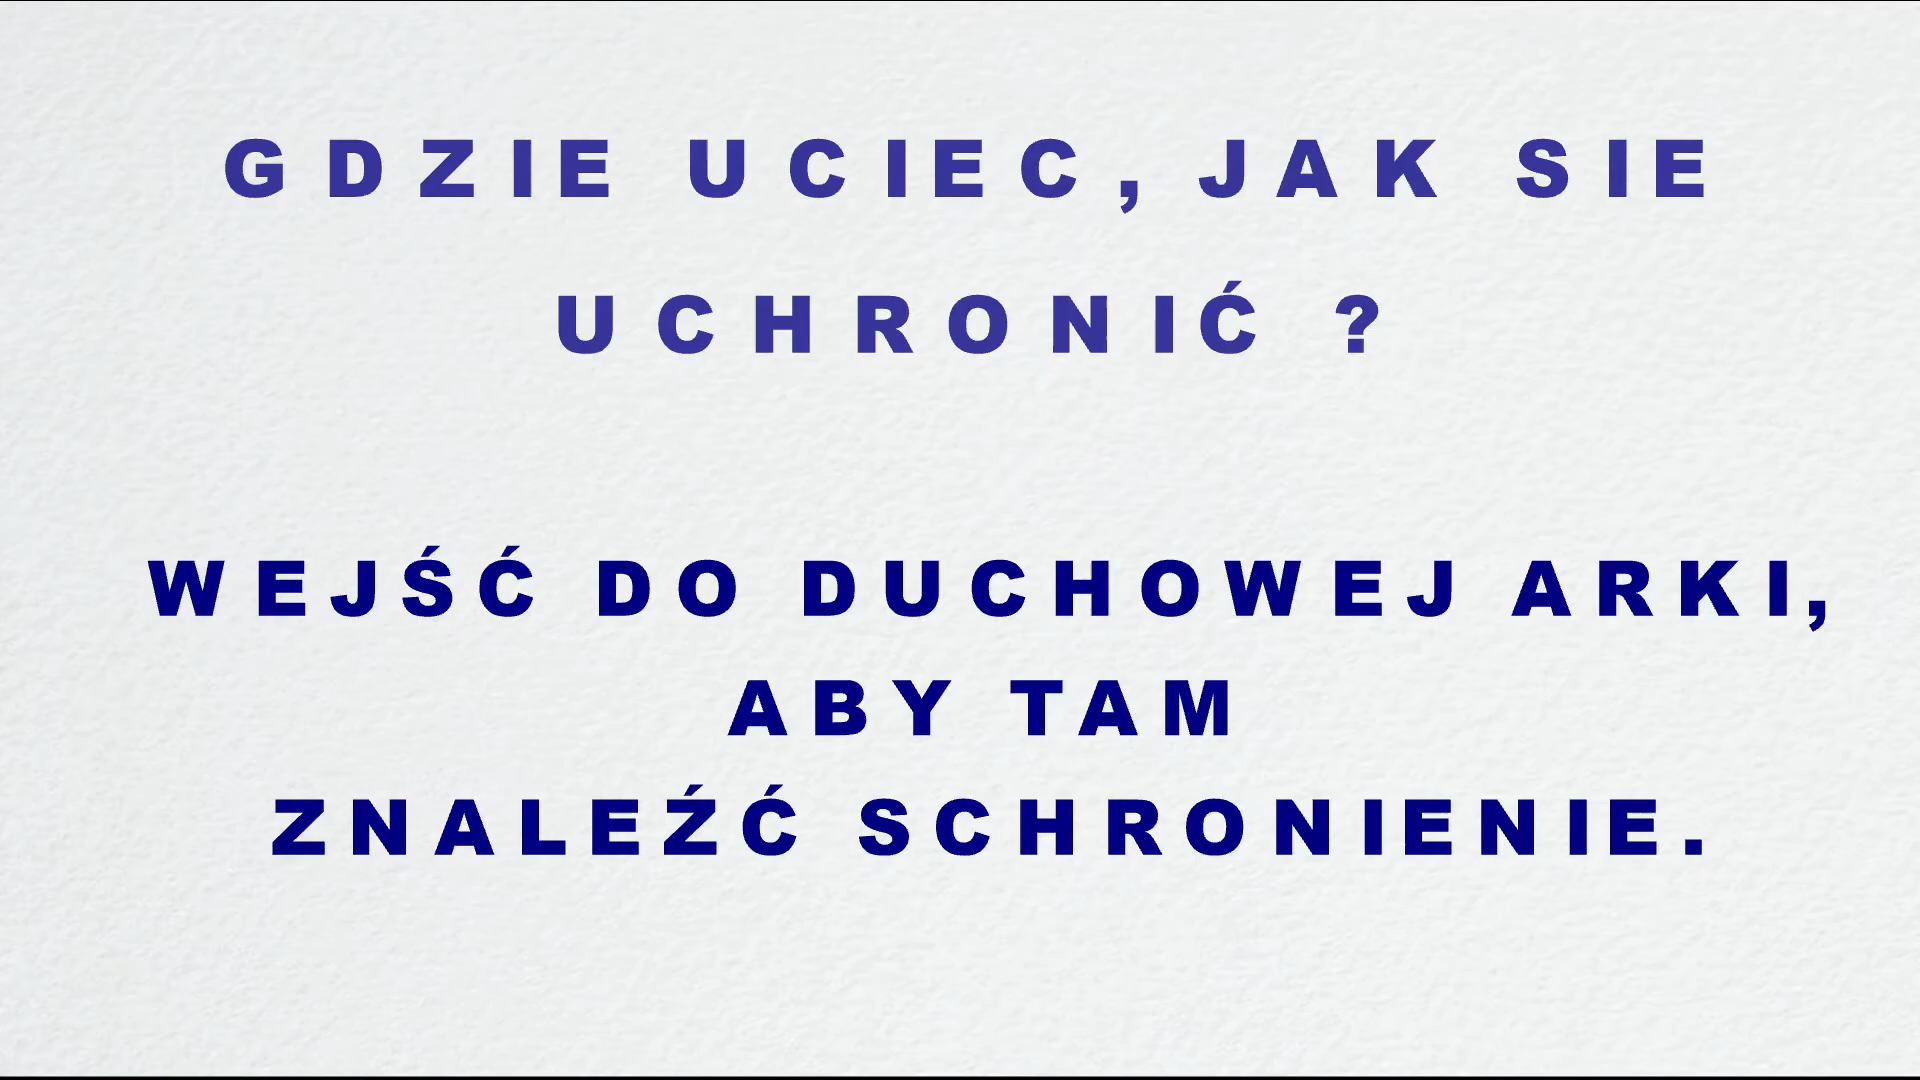 GDZIE UCIEC, JAK SIE
UCHRONIĆ ?
WEJŚĆ DO DUCHOWEJ ARKI,
ABY TAM
ZNALEŹĆ SCHRONIENIE.